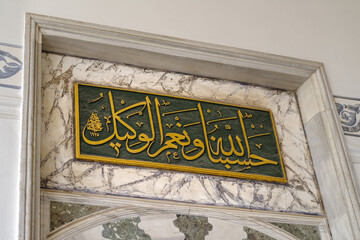 حسبنا الله ونعم الوكيل